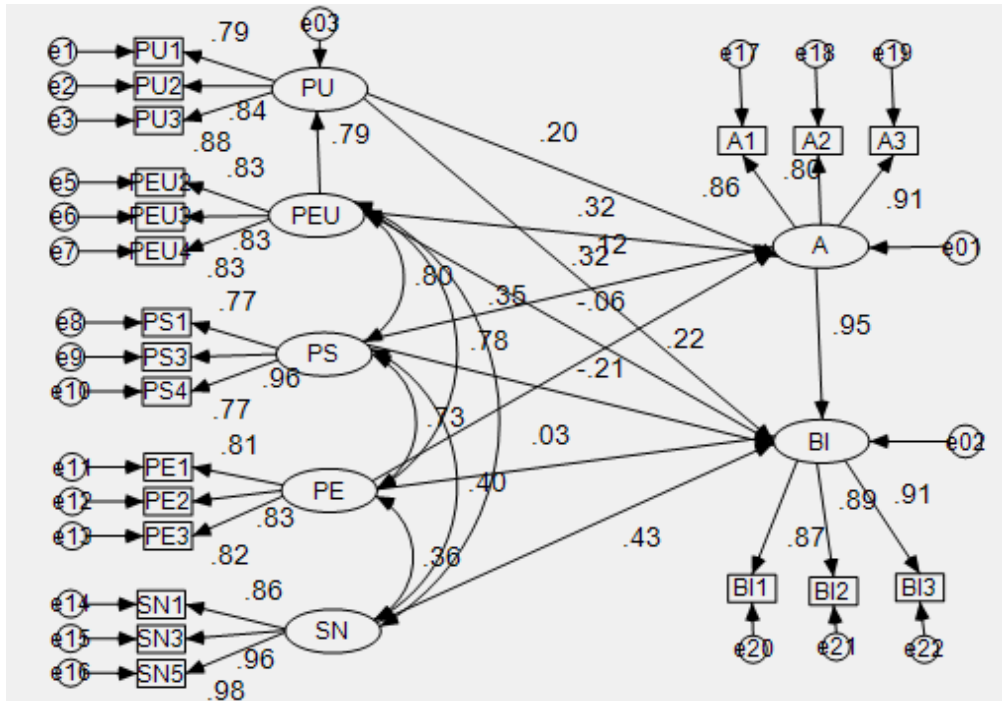 e03
e17
e18
e19
.79
e1
PU1
e2
PU2
PU
e3
PU3
.84
.88
.79
.20
A1
A2
A3
.86
.80
.91
.83
e5
PEU2
e6
PEU3
PEU
e7
PEU4
.83
.83
.32
-.12
.32
A
e01
.80
.35
-.06
.77
e8
PS1
e9
PS3
PS
e10
PS4
.96
.77
.78
.22
.95
-.21
.73
.03
.81
e11
PE1
e12
PE2
PE
e13
PE3
.83
.82
.40
BI
e02
.89
.91
.87
.43
.36
.86
e14
SN1
e15
SN3
SN
e16
SN5
.96
.98
BI1
BI2
BI3
e20
e21
e22